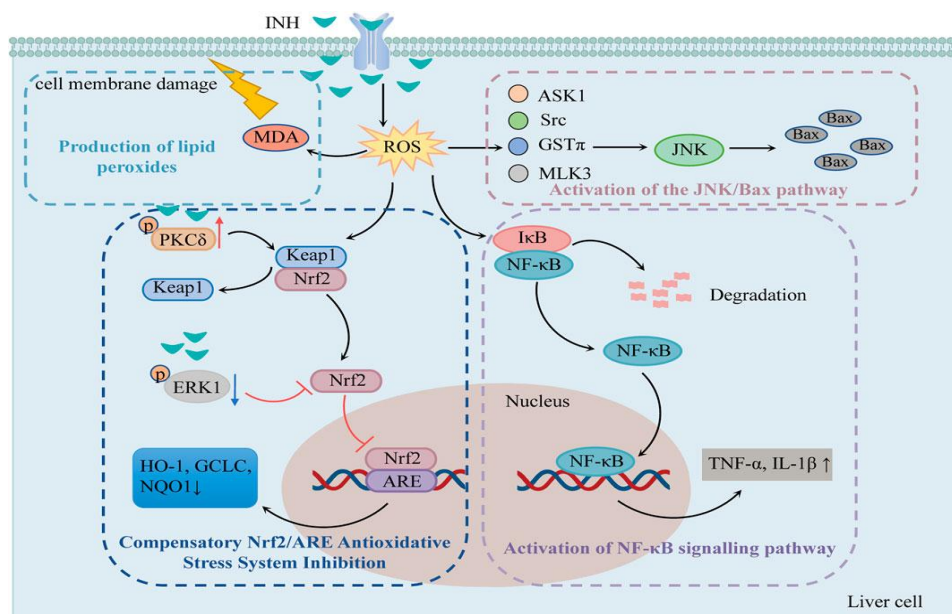 INH
cell membrane damage
MDA
Production of lipid
peroxides
ROS
ASK1
Src
GSTπ
MLK3
JNK
Bax
Bax
Bax
Bax
Activation of the JNK/Bax pathway
p
PKCδ
Keap1
Nrf2
Keap1
p
ERK1
Nrf2
Nrf2
ARE
HO-1, GCLC,
NQO1↓
Compensatory Nrf2/ARE Antioxidative
Stress System Inhibition
IκB
NF-κB
Degradation
NF-κB
Nucleus
NF-κB
TNF-α, IL-1β ↑
Activation of NF-κB signalling pathway
Liver cell